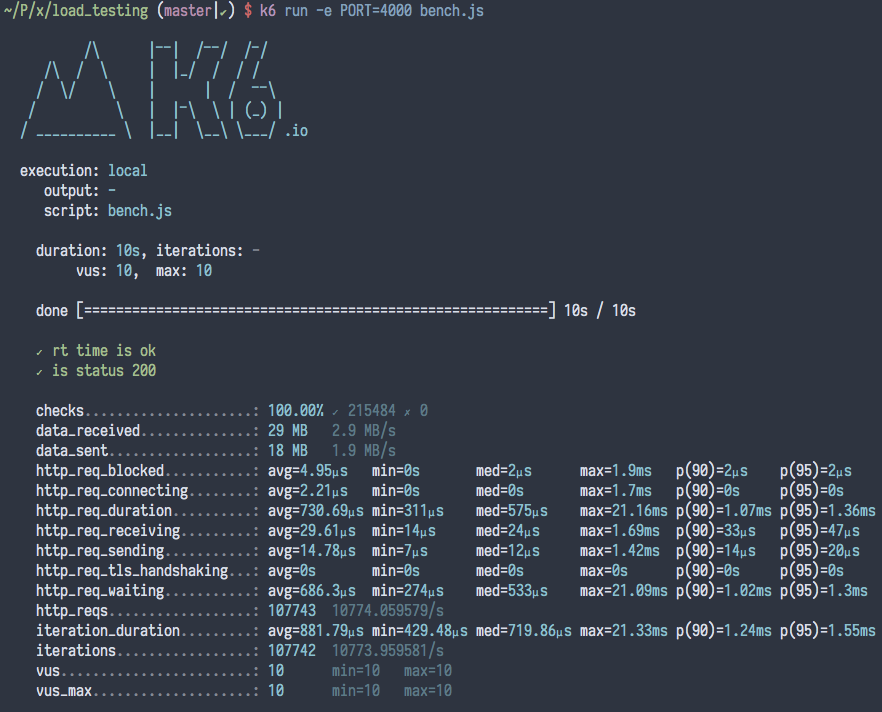 ~/P/x/load_testing (master|✔) $ k6 run -e PORT=4000 bench.js
K6 .io
execution: local
output: -
script: bench.js
duration: 10s, iterations: -
vus: 10, max: 10
done [==========================================================] 10s / 10s
✓ rt time is ok
✓ is status 200
checks.....................: 100.00% ✓ 215484 ✗ 0
data_received..............: 29 MB 2.9 MB/s
data_sent..................: 18 MB 1.9 MB/s
http_req_blocked...........: avg=4.95µs min=0s med=2µs max=1.9ms p(90)=2µs p(95)=2µs
http_req_connecting........: avg=2.21µs min=0s med=0s max=1.7ms p(90)=0s p(95)=0s
http_req_duration..........: avg=730.69µs min=311µs med=575µs max=21.16ms p(90)=1.07ms p(95)=1.36ms
http_req_receiving.........: avg=29.61µs min=14µs med=24µs max=1.69ms p(90)=33µs p(95)=47µs
http_req_sending...........: avg=14.78µs min=7µs med=12µs max=1.42ms p(90)=14µs p(95)=20µs
http_req_tls_handshaking...: avg=0s min=0s med=0s max=0s p(90)=0s p(95)=0s
http_req_waiting...........: avg=686.3µs min=274µs med=533µs max=21.09ms p(90)=1.02ms p(95)=1.3ms
http_reqs..................: 107743 10774.059579/s
iteration_duration.........: avg=881.79µs min=429.48µs med=719.86µs max=21.33ms p(90)=1.24ms p(95)=1.55ms
iterations.................: 107742 10773.959581/s
vus........................: 10 min=10 max=10
vus_max....................: 10 min=10 max=10